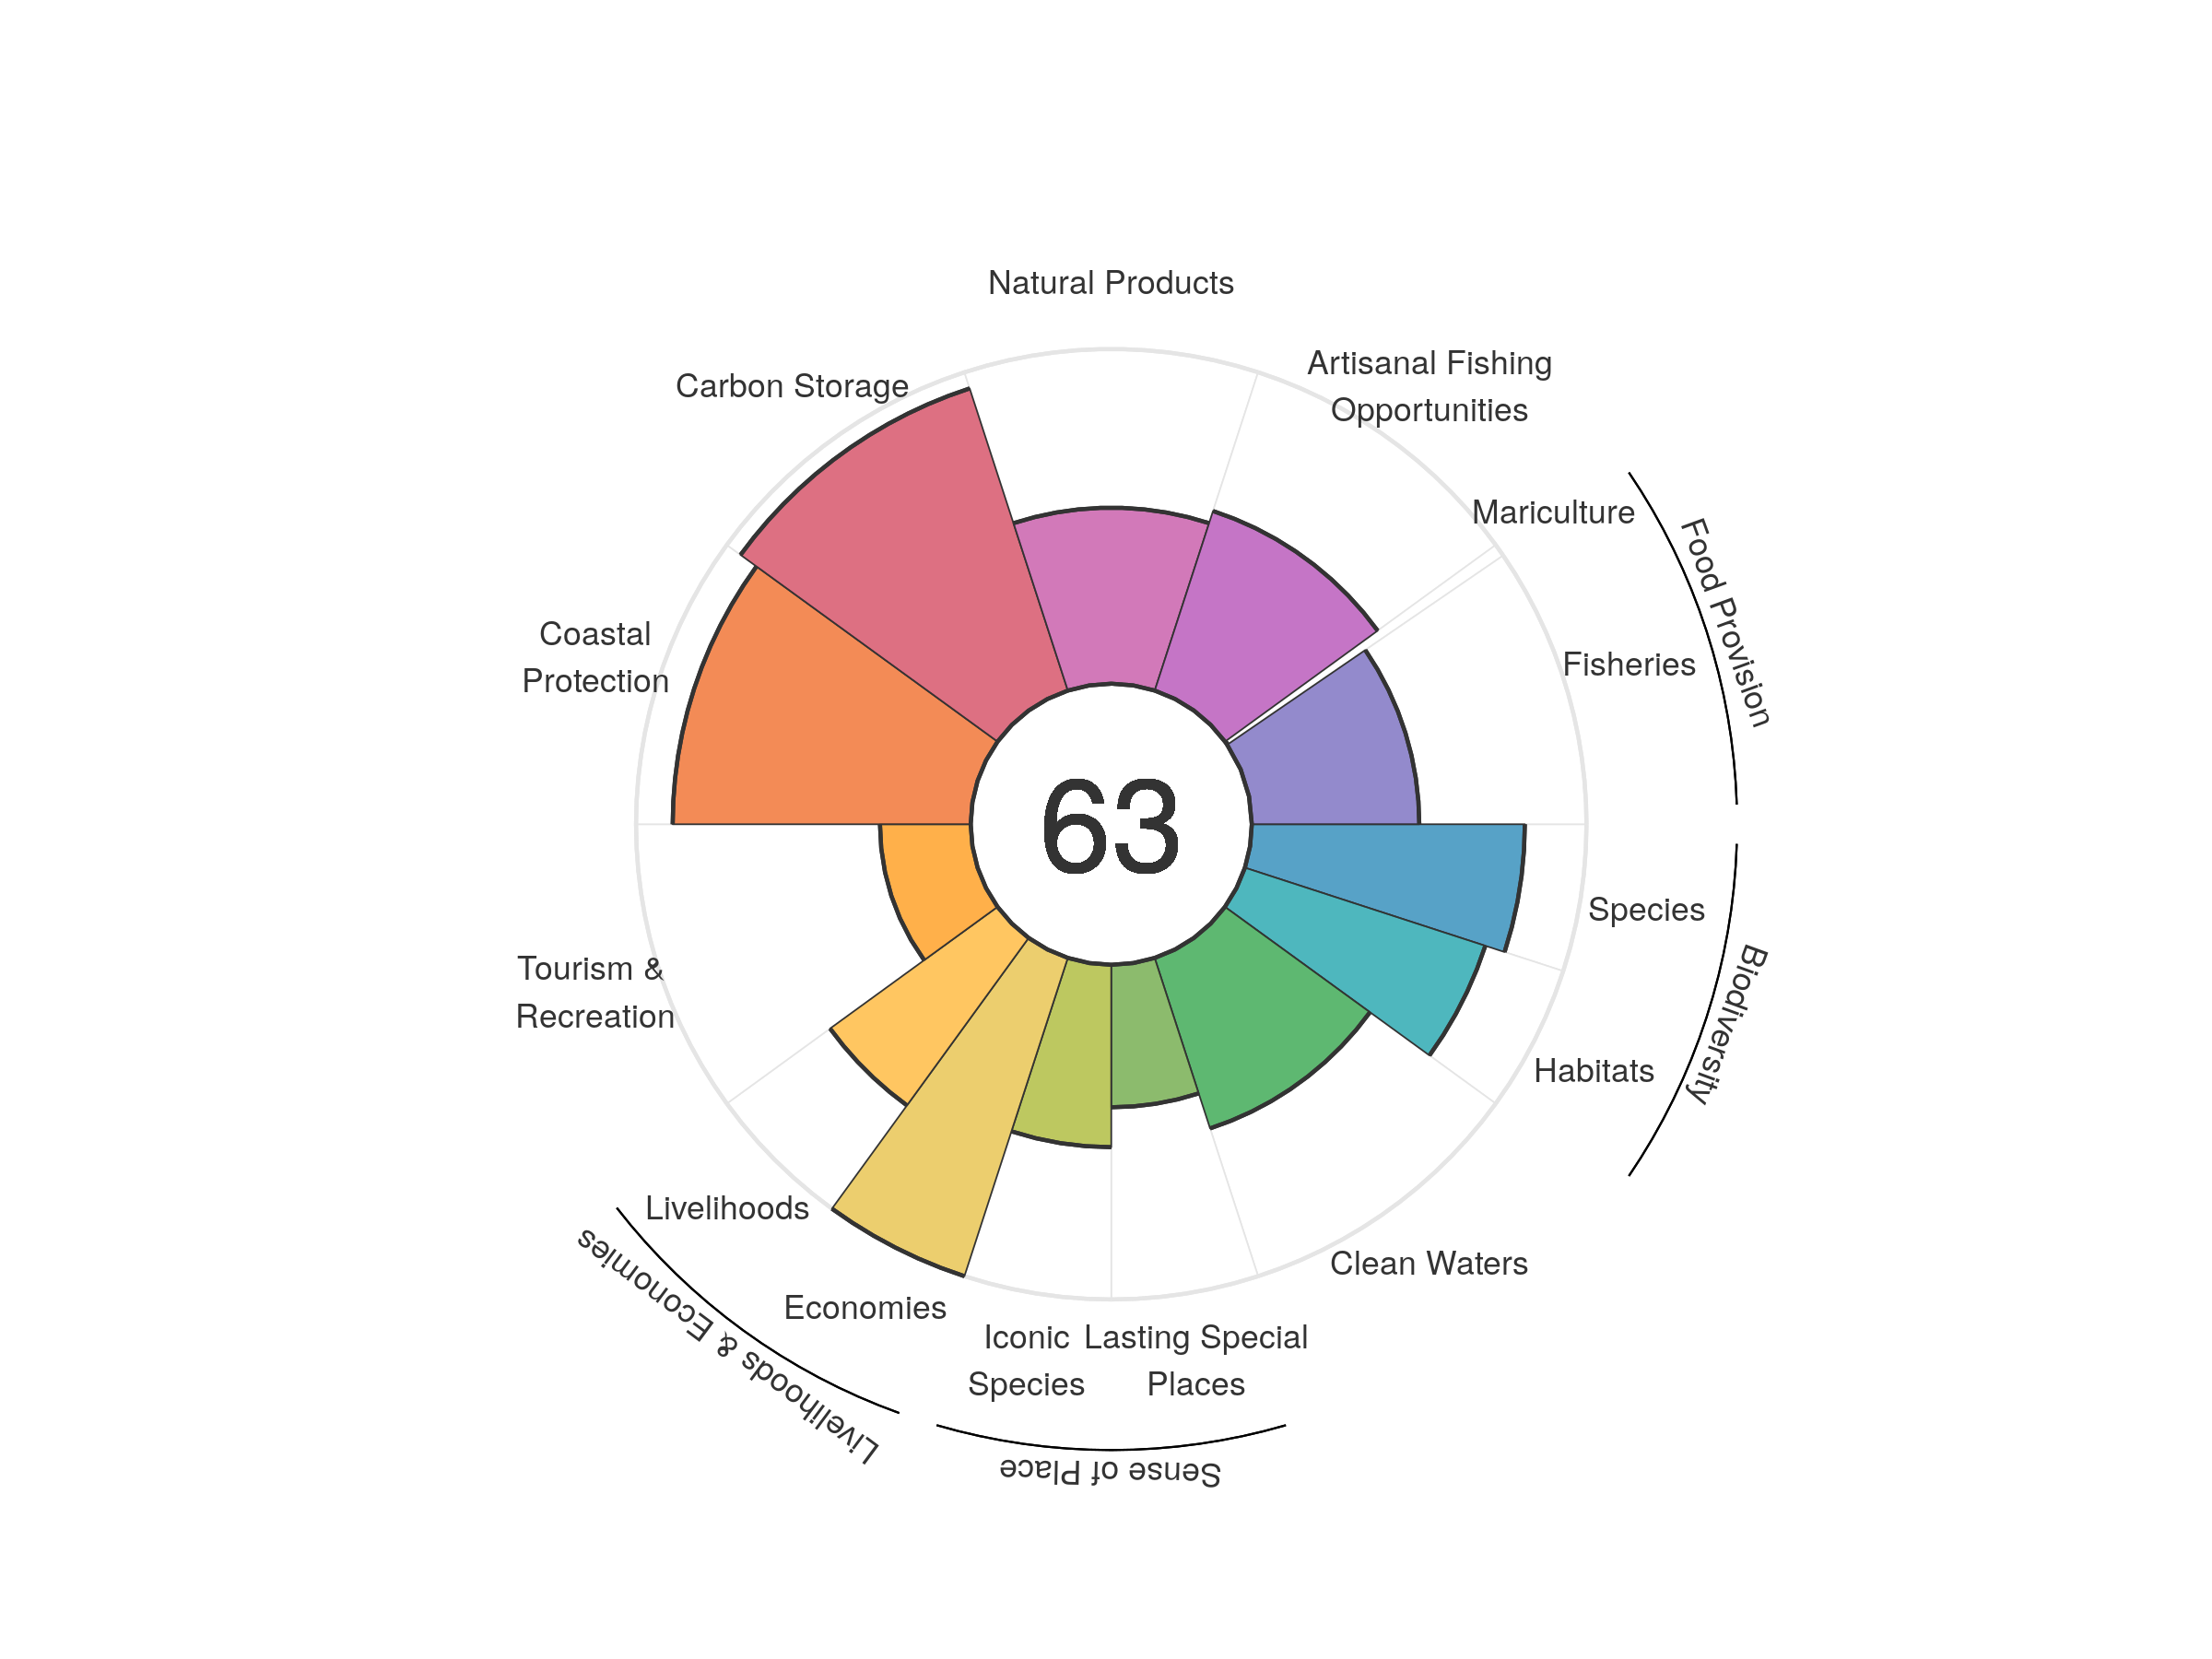 Natural Products
Artisanal Fishing
Opportunities
Carbon Storage
Mariculture
Food Provision
Fisheries
Coastal
Protection
63
Species
Biodiversity
Habitats
Tourism &
Recreation
Clean Waters
Livelihoods
Economies
Livelihoods & Economies
Iconic
Species
Lasting Special
Places
Sense of Place